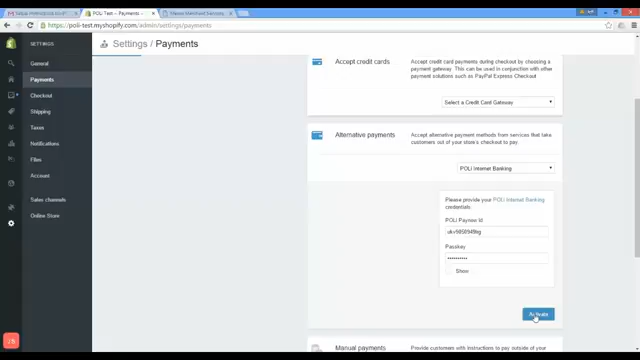 POLi Test – Payments
https://poli-test.myshopify.com/admin/settings/payments
SETTINGS
Settings / Payments
General
Payments
Checkout
Shipping
Taxes
Notifications
Files
Account
Sales channels
Online Store
Accept credit cards
Accept credit card payments during checkout by choosing a
payment gateway. This can be used in conjunction with other
payment solutions such as PayPal Express Checkout
Select a Credit Card Gateway
Alternative payments
Accept alternative payment methods from services that take
customers out of your store's checkout to pay
POLi Internet Banking
Please provide your POLi Internet Banking
credentials.
POLi Paynow Id
Passkey
Show
Activate
Manual payments
Provide customers with instructions to pay outside of your